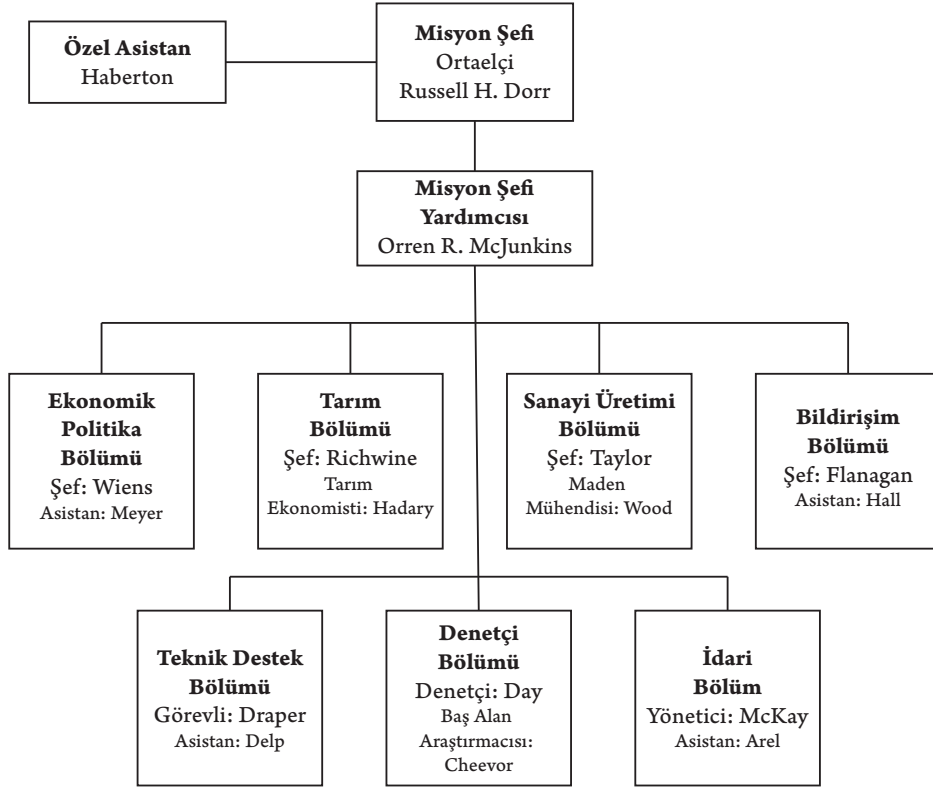 Özel Asistan
Haberton
Misyon Şefi
Ortaelçi
Russell H. Dorr
Misyon Şefi
Yardımcısı
Orren R. McJunkins
Ekonomik
Politika
Bölümü
Şef: Wiens
Asistan: Meyer
Tarım
Bölümü
Şef: Richwine
Tarım
Ekonomisti: Hadary
Sanayi Üretimi
Bölümü
Şef: Taylor
Maden
Mühendisi: Wood
Bildirişim
Bölümü
Şef: Flanagan
Asistan: Hall
Teknik Destek
Bölümü
Görevli: Draper
Asistan: Delp
Denetçi
Bölümü
Denetçi: Day
Baş Alan
Araştırmacısı:
Cheevor
İdari
Bölüm
Yönetici: McKay
Asistan: Arel